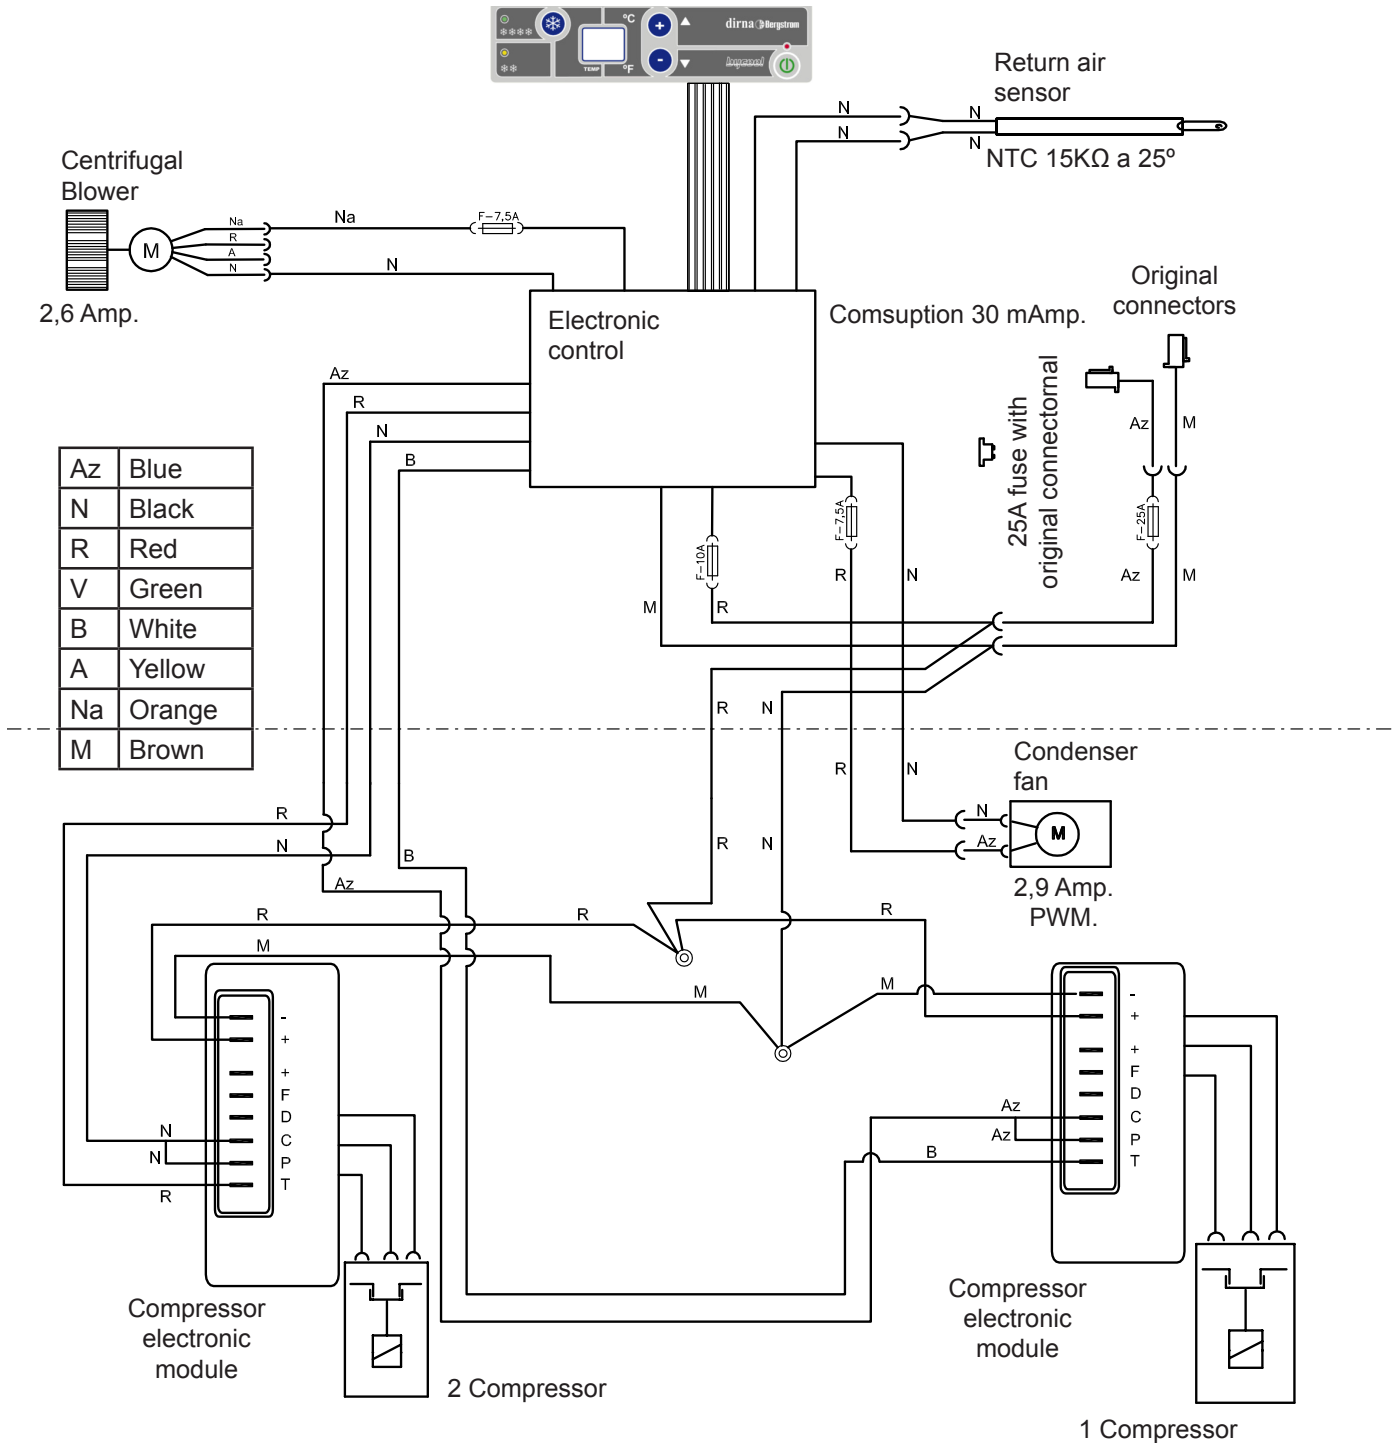 °C
dirna Bergstrom
❄❄❄❄
+
-
❄❄
TEMP
°F
bycool
Return air
sensor
N
N
N
N
NTC 15KΩ a 25º
Centrifugal
Blower
M
Na
R
A
N
Na
N
F-7,5A
2,6 Amp.
Electronic
control
Comsuption 30 mAmp.
Original
connectors
25A fuse with
original connectornal
Az
M
F-25A
Az
M
Az
R
N
B
F-10A
F-7,5A
M
R
R
N
Az Blue
N Black
R Red
V Green
B White
A Yellow
Na Orange
M Brown
R
N
R
N
Condenser
fan
N
Az
M
2,9 Amp.
PWM.
R
N
B
Az
R
N
R
R
R
M
M
M
-
+
+
F
D
C
P
T
N
N
R
-
+
+
F
D
C
P
T
Az
Az
B
Compressor
electronic
module
2 Compressor
Compressor
electronic
module
1 Compressor